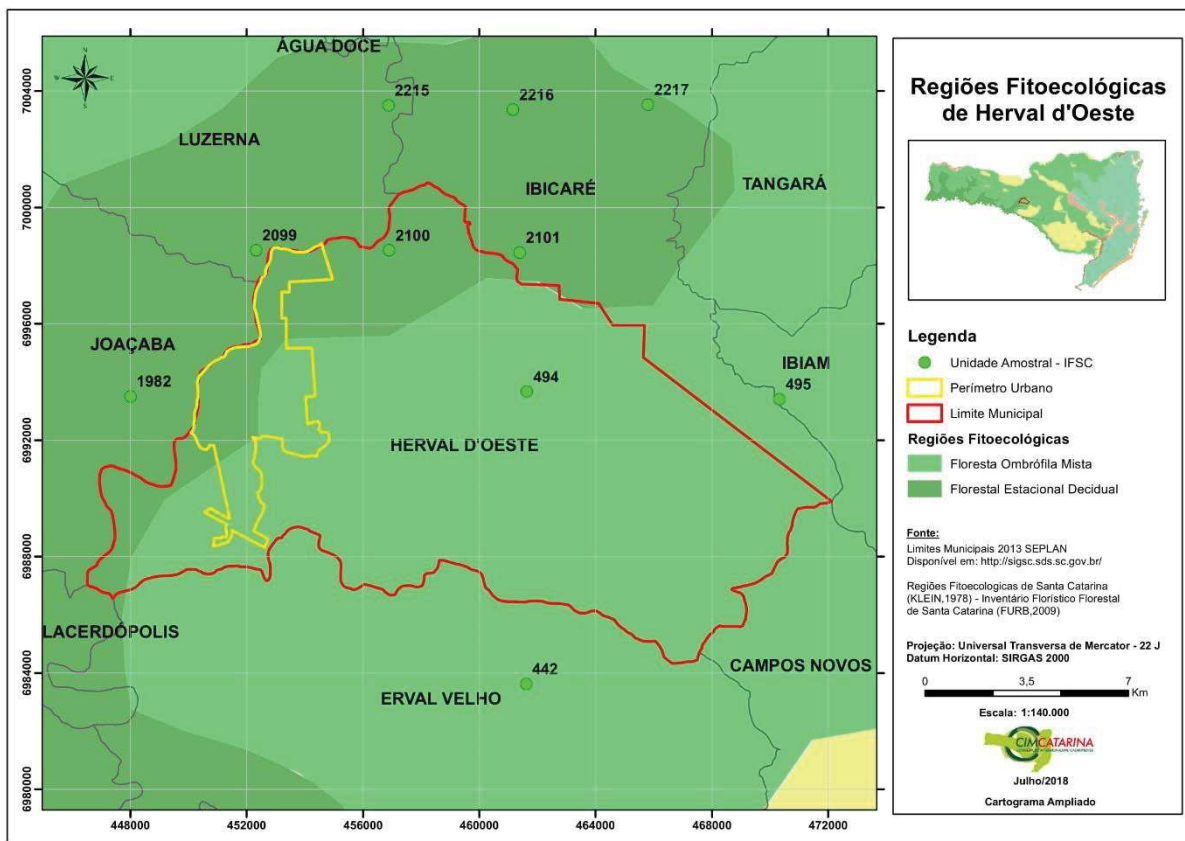 Regiões Fitoecológicas
de Herval d'Oeste
Legenda
Unidade Amostral - IFSC
Perímetro Urbano
Limite Municipal
Regiões Fitoecológicas
Floresta Ombrófila Mista
Florestal Estacional Decidual
Fonte:
Limites Municipais 2013 SEPLAN
Disponível em: http://sigsc.sds.sc.gov.br/
Regiões Fitoecologicas de Santa Catarina
(KLEIN,1978) - Inventário Florístico Florestal
de Santa Catarina (FURB,2009)
Projeção: Universal Transversa de Mercator - 22 J
Datum Horizontal: SIRGAS 2000
0 3,5 7
Km
Escala: 1:140.000
CIMCATARINA
Julho/2018
Cartograma Ampliado
N
W E
S
ÁGUA DOCE
2215
2216
2217
LUZERNA
IBICARÉ
TANGARÁ
2099
2100
2101
JOAÇABA
1982
494
IBIAM
495
HERVAL D'OESTE
LACERDÓPOLIS
CAMPOS NOVOS
442
ERVAL VELHO
7004000
7000000
6996000
6992000
6988000
6984000
6980000
448000 452000 456000 460000 464000 468000 472000